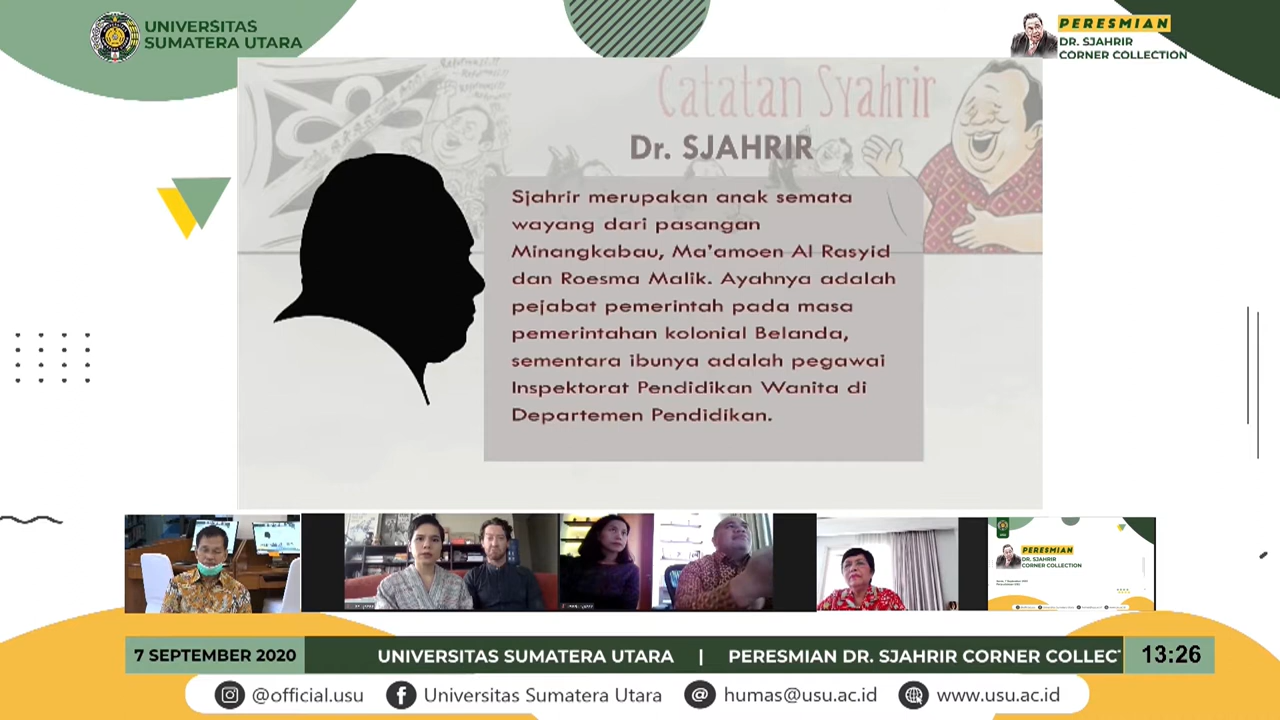 UNIVERSITAS
SUMATERA UTARA
PERESMIAN
DR. SJAHRIR
CORNER COLLECTION
Catatan Syahrir
Dr. SJAHRIR
Sjahrir merupakan anak semata
wayang dari pasangan
Minangkabau, Ma'amoen Al Rasyid
dan Roesma Malik. Ayahnya adalah
pejabat pemerintah pada masa
pemerintahan kolonial Belanda,
sementara ibunya adalah pegawai
Inspektorat Pendidikan Wanita di
Departemen Pendidikan.
PERESMIAN
DR. SJAHRIR
CORNER COLLECTION
7 SEPTEMBER 2020
UNIVERSITAS SUMATERA UTARA | PERESMIAN DR. SJAHRIR CORNER COLLEC
13:26
@official.usu
Universitas Sumatera Utara
humas@usu.ac.id
www.usu.ac.id